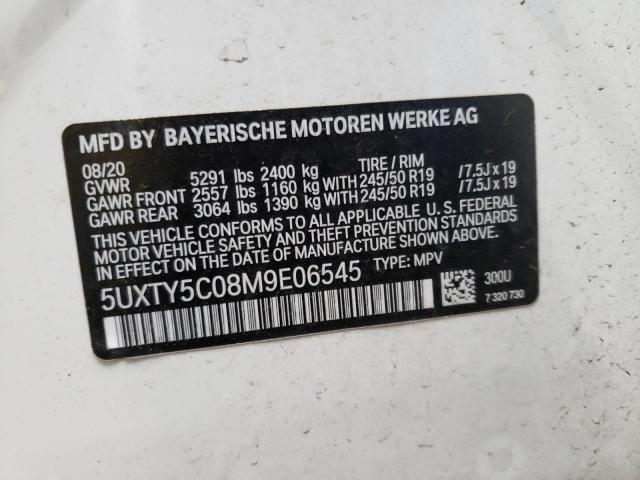 MFD BY BAYERISCHE MOTOREN WERKE AG
08/20 TIRE / RIM
GVWR 5291 lbs 2400 kg
GAWR FRONT 2557 lbs 1160 kg WITH 245/50 R19 /7.5J x 19
GAWR REAR 3064 lbs 1390 kg WITH 245/50 R19 /7.5J x 19
THIS VEHICLE CONFORMS TO ALL APPLICABLE U. S. FEDERAL
MOTOR VEHICLE SAFETY AND THEFT PREVENTION STANDARDS
IN EFFECT ON THE DATE OF MANUFACTURE SHOWN ABOVE.
5UXTY5C08M9E06545 TYPE: MPV
300U
7 320 730